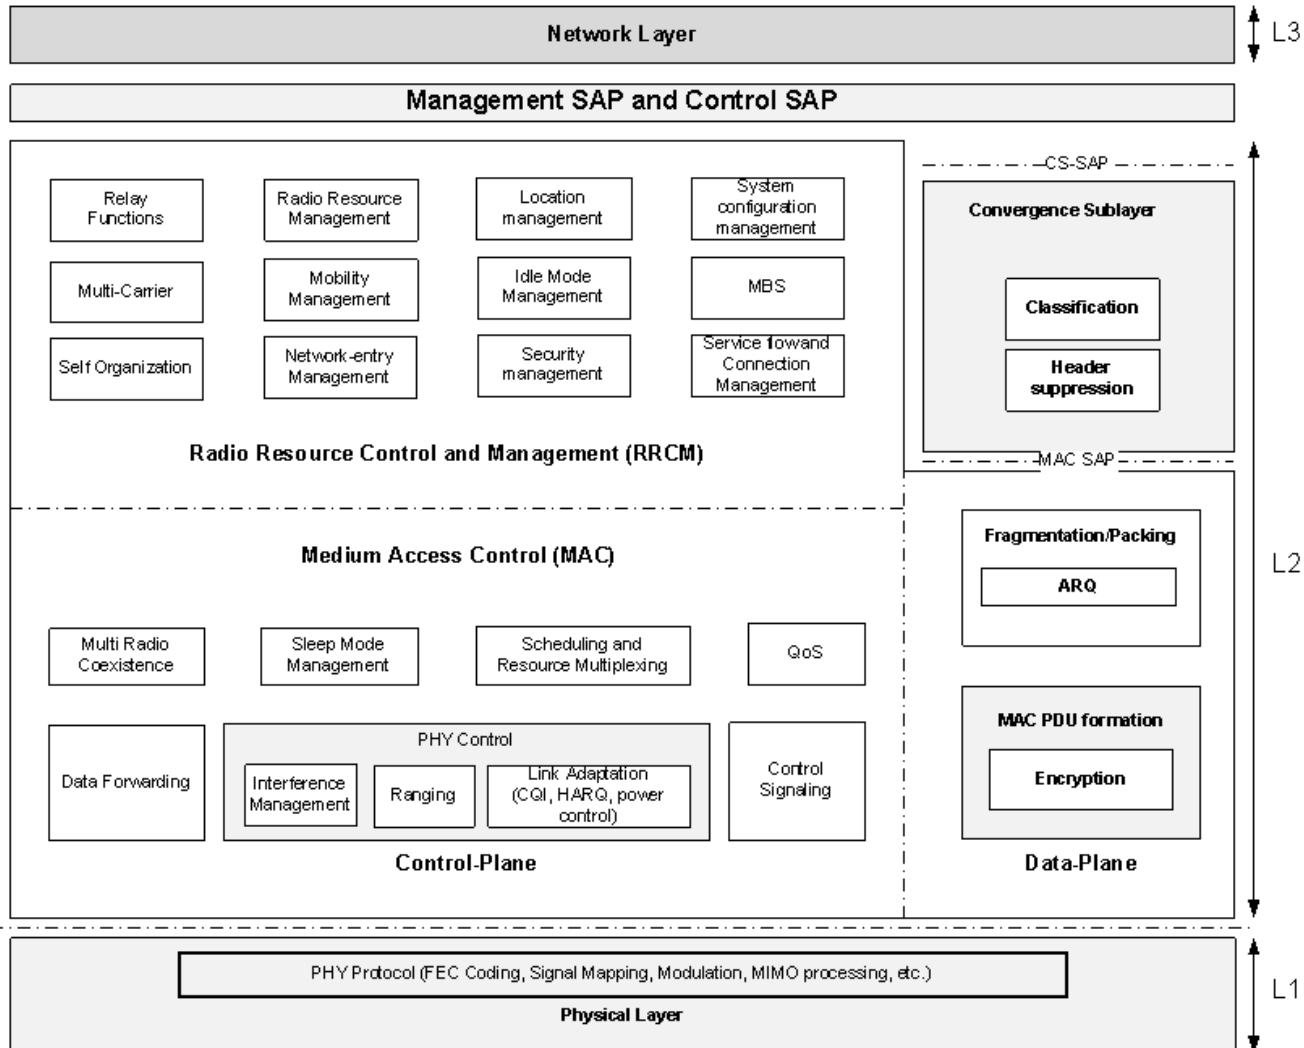 Network Layer
L3
Management SAP and Control SAP
CS-SAP
Relay
Functions
Radio Resource
Management
Location
management
System
configuration
management
Convergence Sublayer
Multi-Carrier
Mobility
Management
Idle Mode
Management
MBS
Classification
Self Organization
Network-entry
Management
Security
management
Service flowand
Connection
Management
Header
suppression
Radio Resource Control and Management (RRCM)
MAC SAP
Medium Access Control (MAC)
Fragmentation/Packing
ARQ
L2
Multi Radio
Coexistence
Sleep Mode
Management
Scheduling and
Resource Multiplexing
QoS
Data Forwarding
PHY Control
Interference
Management
Ranging
Link Adaptation
(CQI, HARQ, power
control)
Control
Signaling
MAC PDU formation
Encryption
Control-Plane
Data-Plane
PHY Protocol (FEC Coding, Signal Mapping, Modulation, MIMO processing, etc.)
Physical Layer
L1